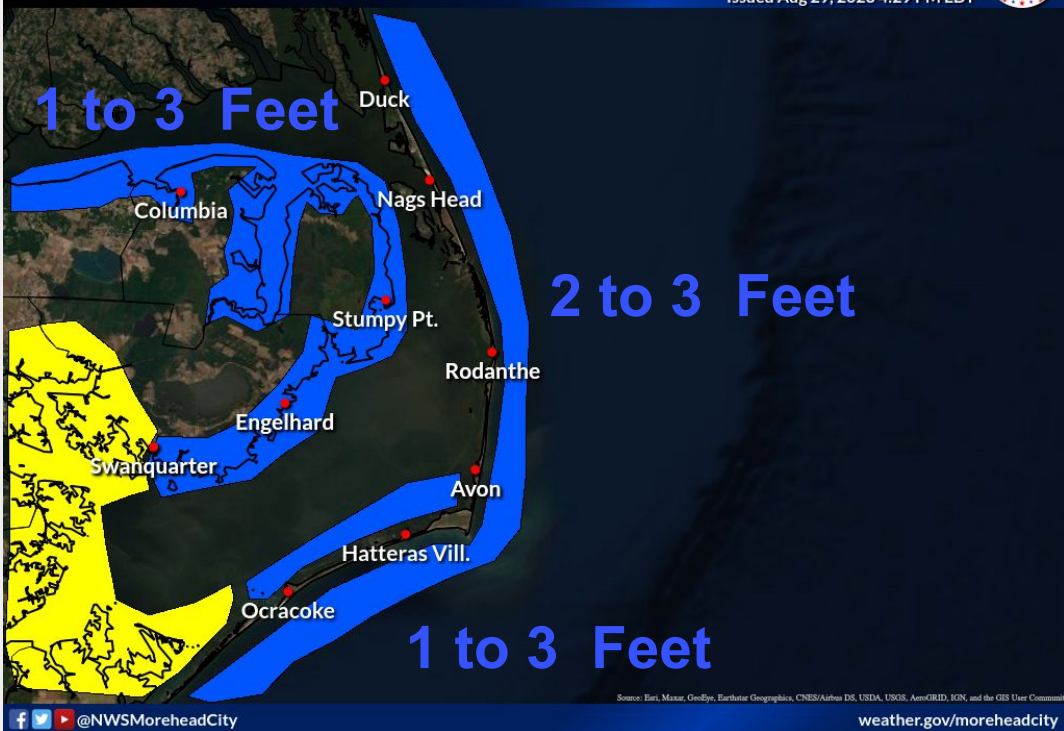 1 to 3 Feet
Duck
Nags Head
Columbia
2 to 3 Feet
Stumpy Pt.
Rodanthe
Engelhard
Swanquarter
Avon
Hatteras Vill.
Ocracoke
1 to 3 Feet
Source: Esri, Maxar, GeoEye, Earthstar Geographics, CNES/Airbus DS, USDA, USGS, AeroGRID, IGN, and the GIS User Communit
@NWSMoreheadCity
weather.gov/moreheadcity